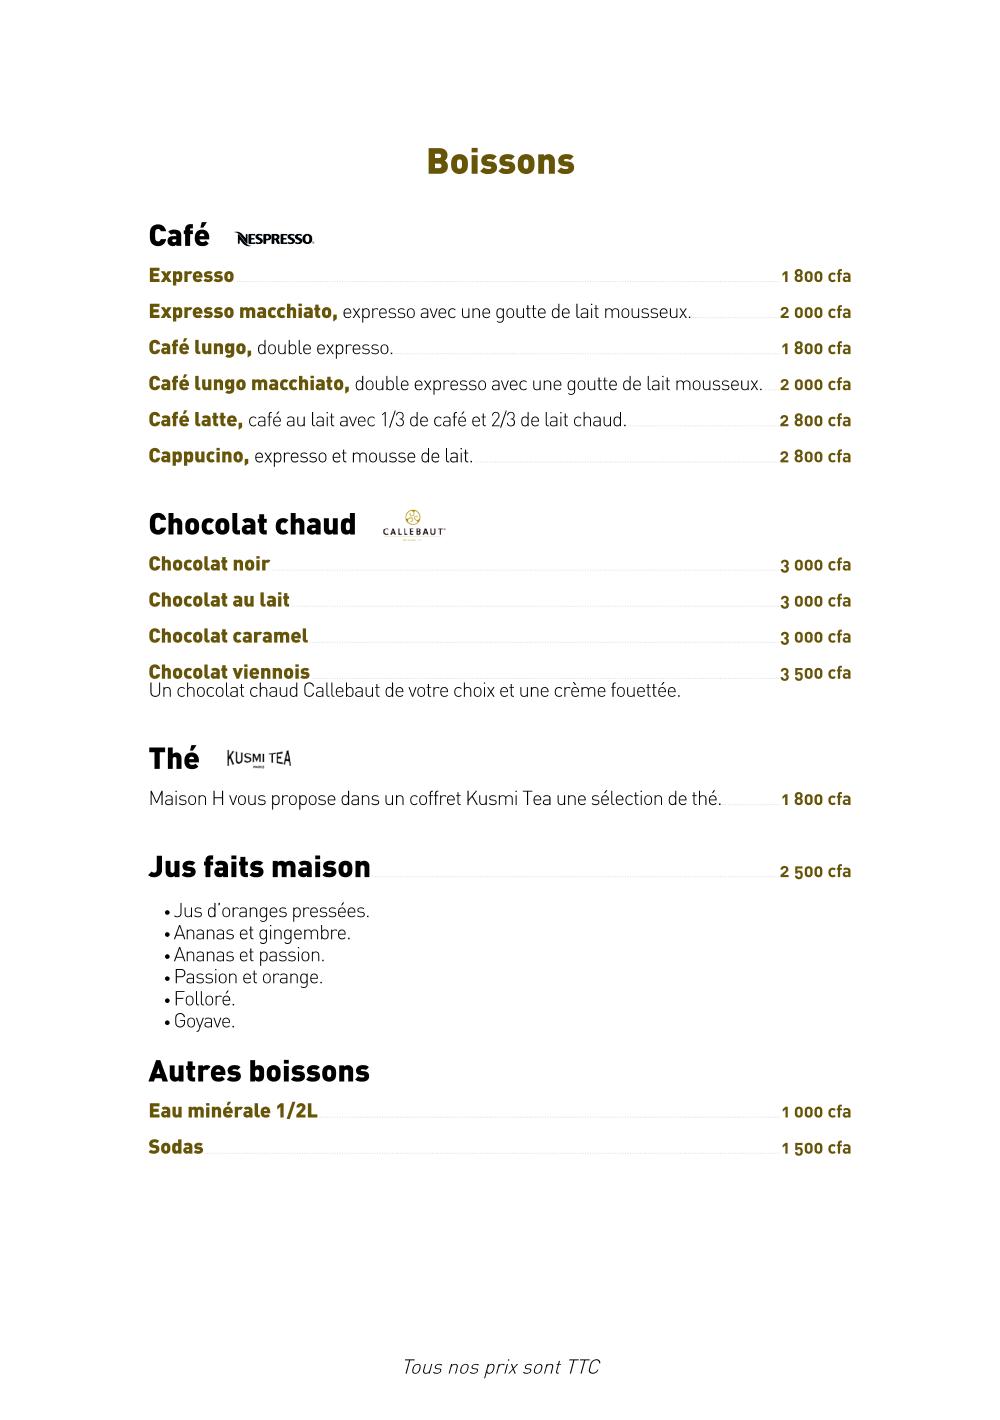 Boissons
Café NESPRESSO
Expresso 1 800 cfa
Expresso macchiato, expresso avec une goutte de lait mousseux. 2 000 cfa
Café lungo, double expresso. 1 800 cfa
Café lungo macchiato, double expresso avec une goutte de lait mousseux. 2 000 cfa
Café latte, café au lait avec 1/3 de café et 2/3 de lait chaud. 2 800 cfa
Cappucino, expresso et mousse de lait. 2 800 cfa
Chocolat chaud CALLEBAUT
Chocolat noir 3 000 cfa
Chocolat au lait 3 000 cfa
Chocolat caramel 3 000 cfa
Chocolat viennois 3 500 cfa
Un chocolat chaud Callebaut de votre choix et une crème fouettée.
Thé KUSMI TEA
Maison H vous propose dans un coffret Kusmi Tea une sélection de thé. 1 800 cfa
Jus faits maison 2 500 cfa
• Jus d'oranges pressées.
• Ananas et gingembre.
• Ananas et passion.
• Passion et orange.
• Folloré.
• Goyave.
Autres boissons
Eau minérale 1/2L 1 000 cfa
Sodas 1 500 cfa
Tous nos prix sont TTC